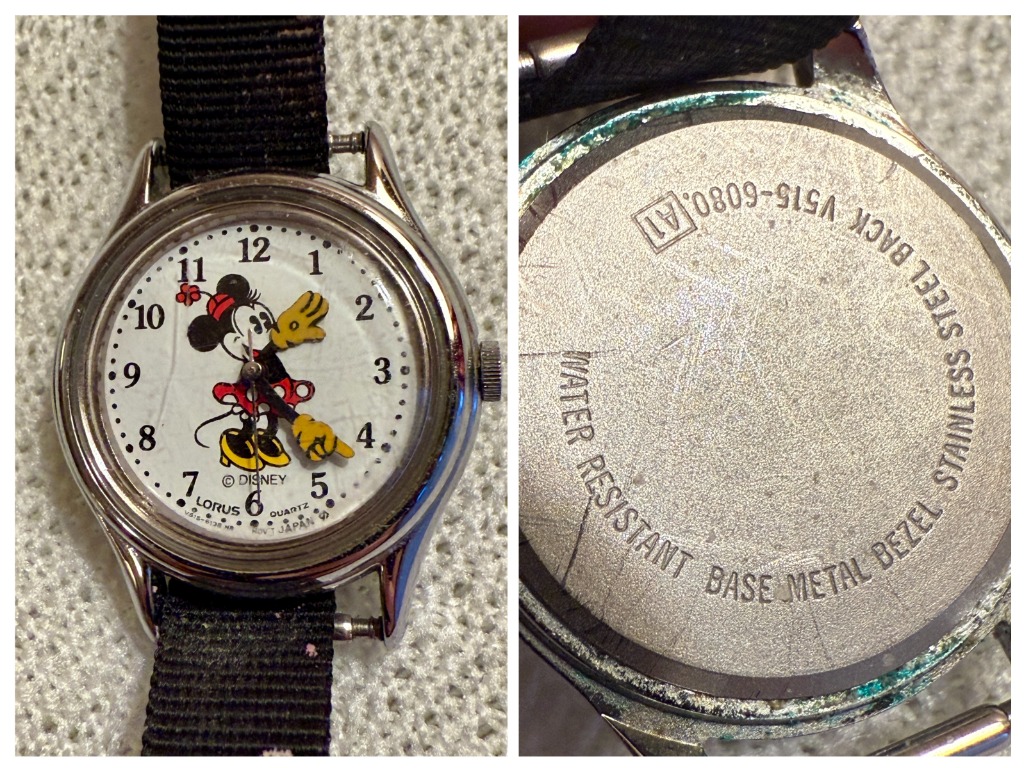 12
11
1
10
2
9
3
8
4
7
5
6
© DISNEY
LORUS
QUARTZ
JAPAN
A1
V515-6080
STAINLESS STEEL BACK
BASE METAL BEZEL
WATER RESISTANT